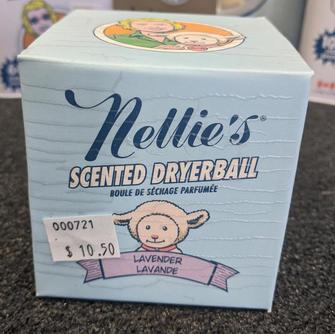 Nellie's®
SCENTED DRYERBALL
BOULE DE SÉCHAGE PARFUMÉE
000721
$ 10.50
LAVENDER
LAVANDE